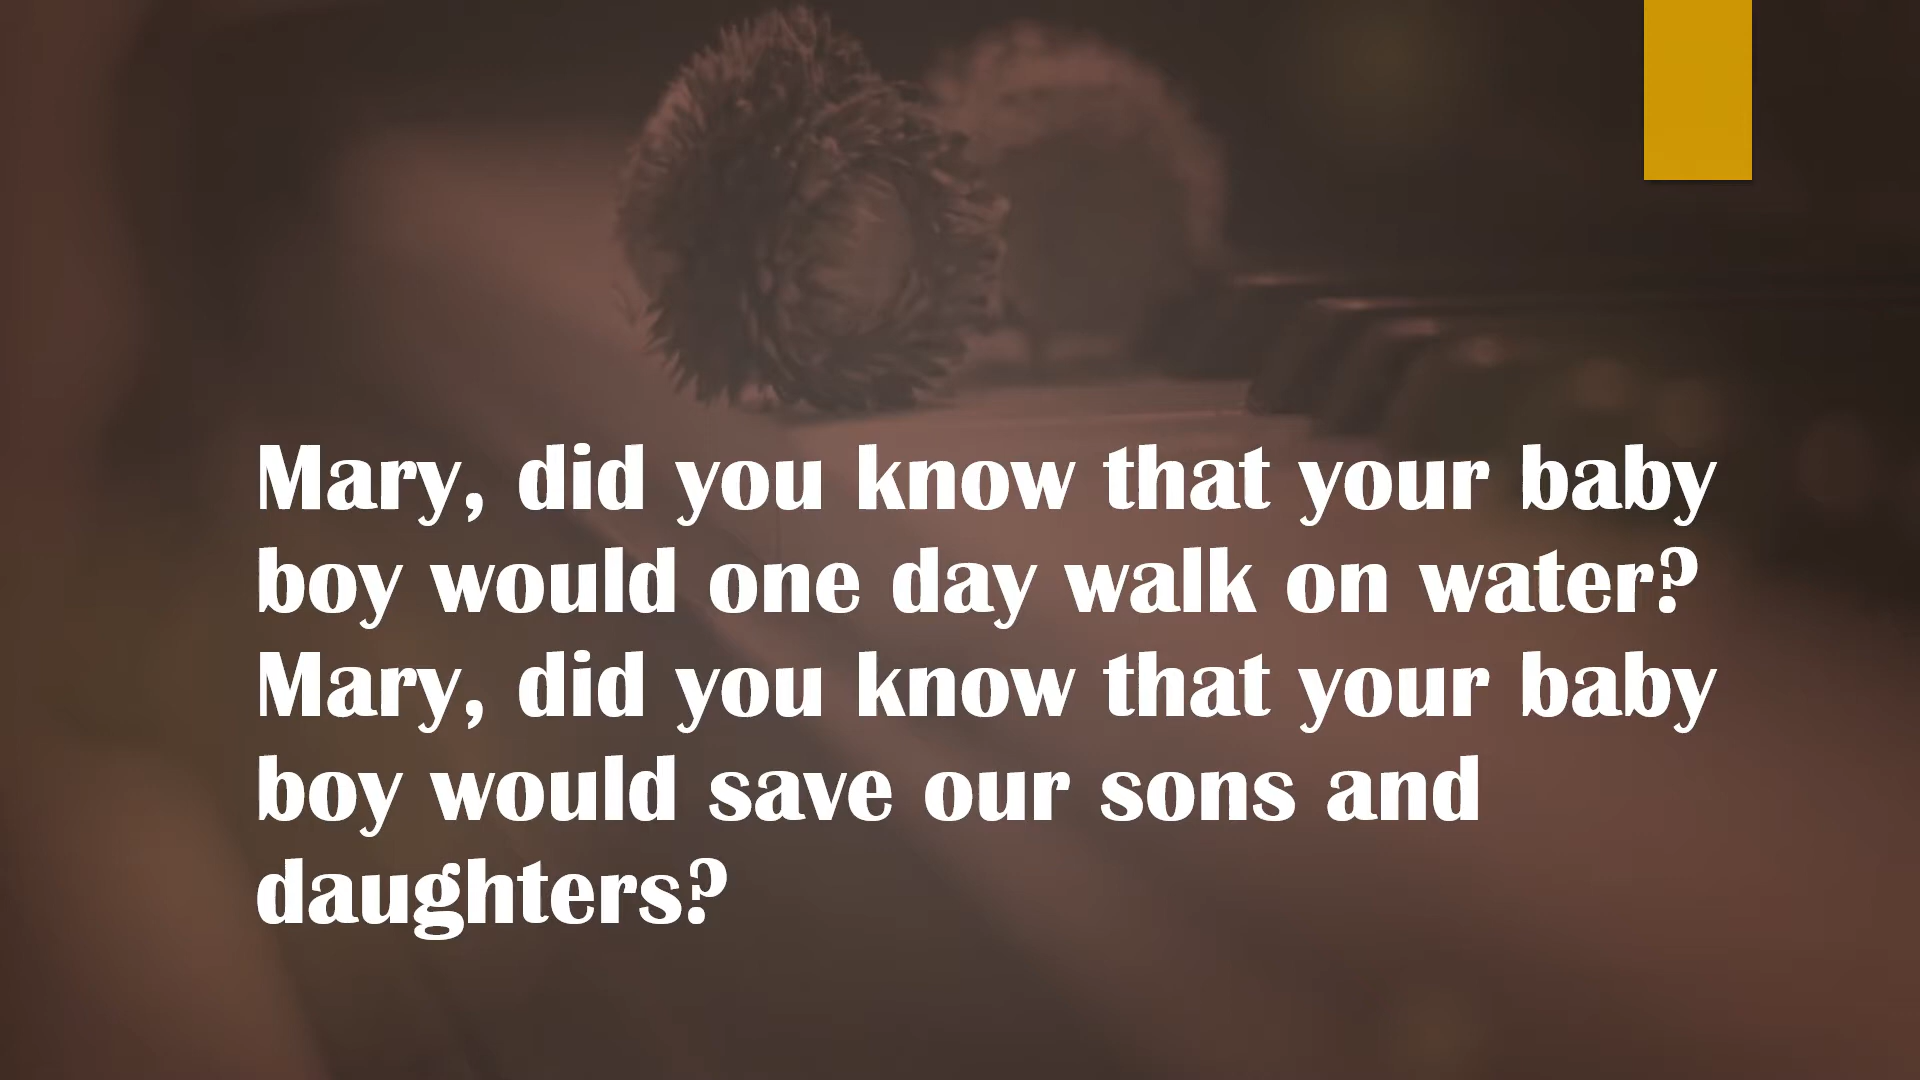 Mary, did you know that your baby
boy would one day walk on water?
Mary, did you know that your baby
boy would save our sons and
daughters?